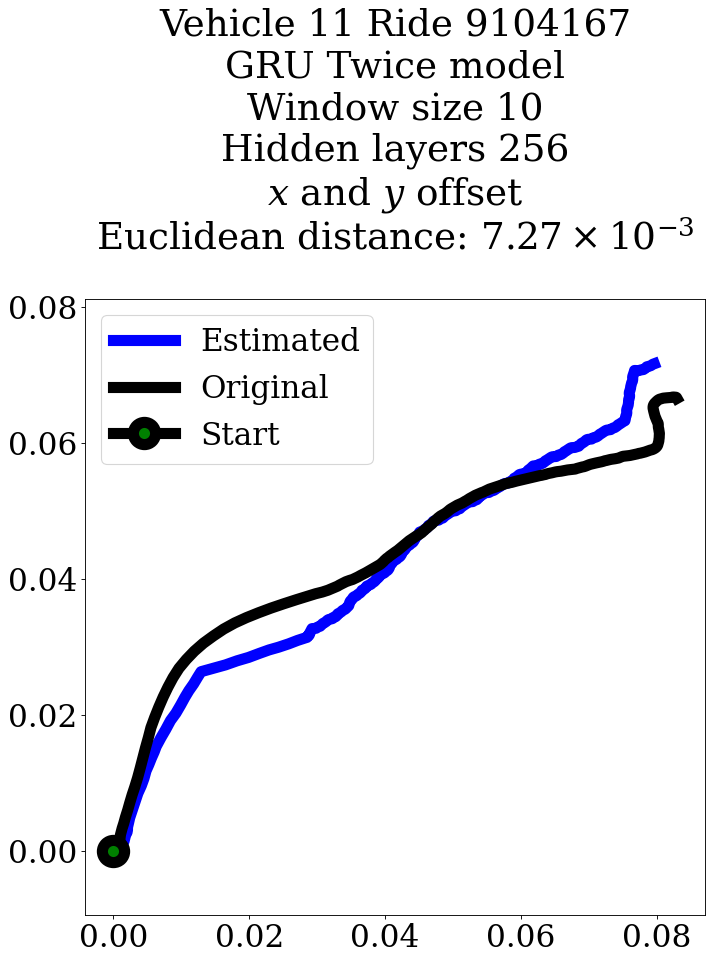 Vehicle 11 Ride 9104167
GRU Twice model
Window size 10
Hidden layers 256
x and y offset
Euclidean distance: 7.27 × 10⁻³
Estimated
Original
Start
0.08
0.06
0.04
0.02
0.00
0.00 0.02 0.04 0.06 0.08